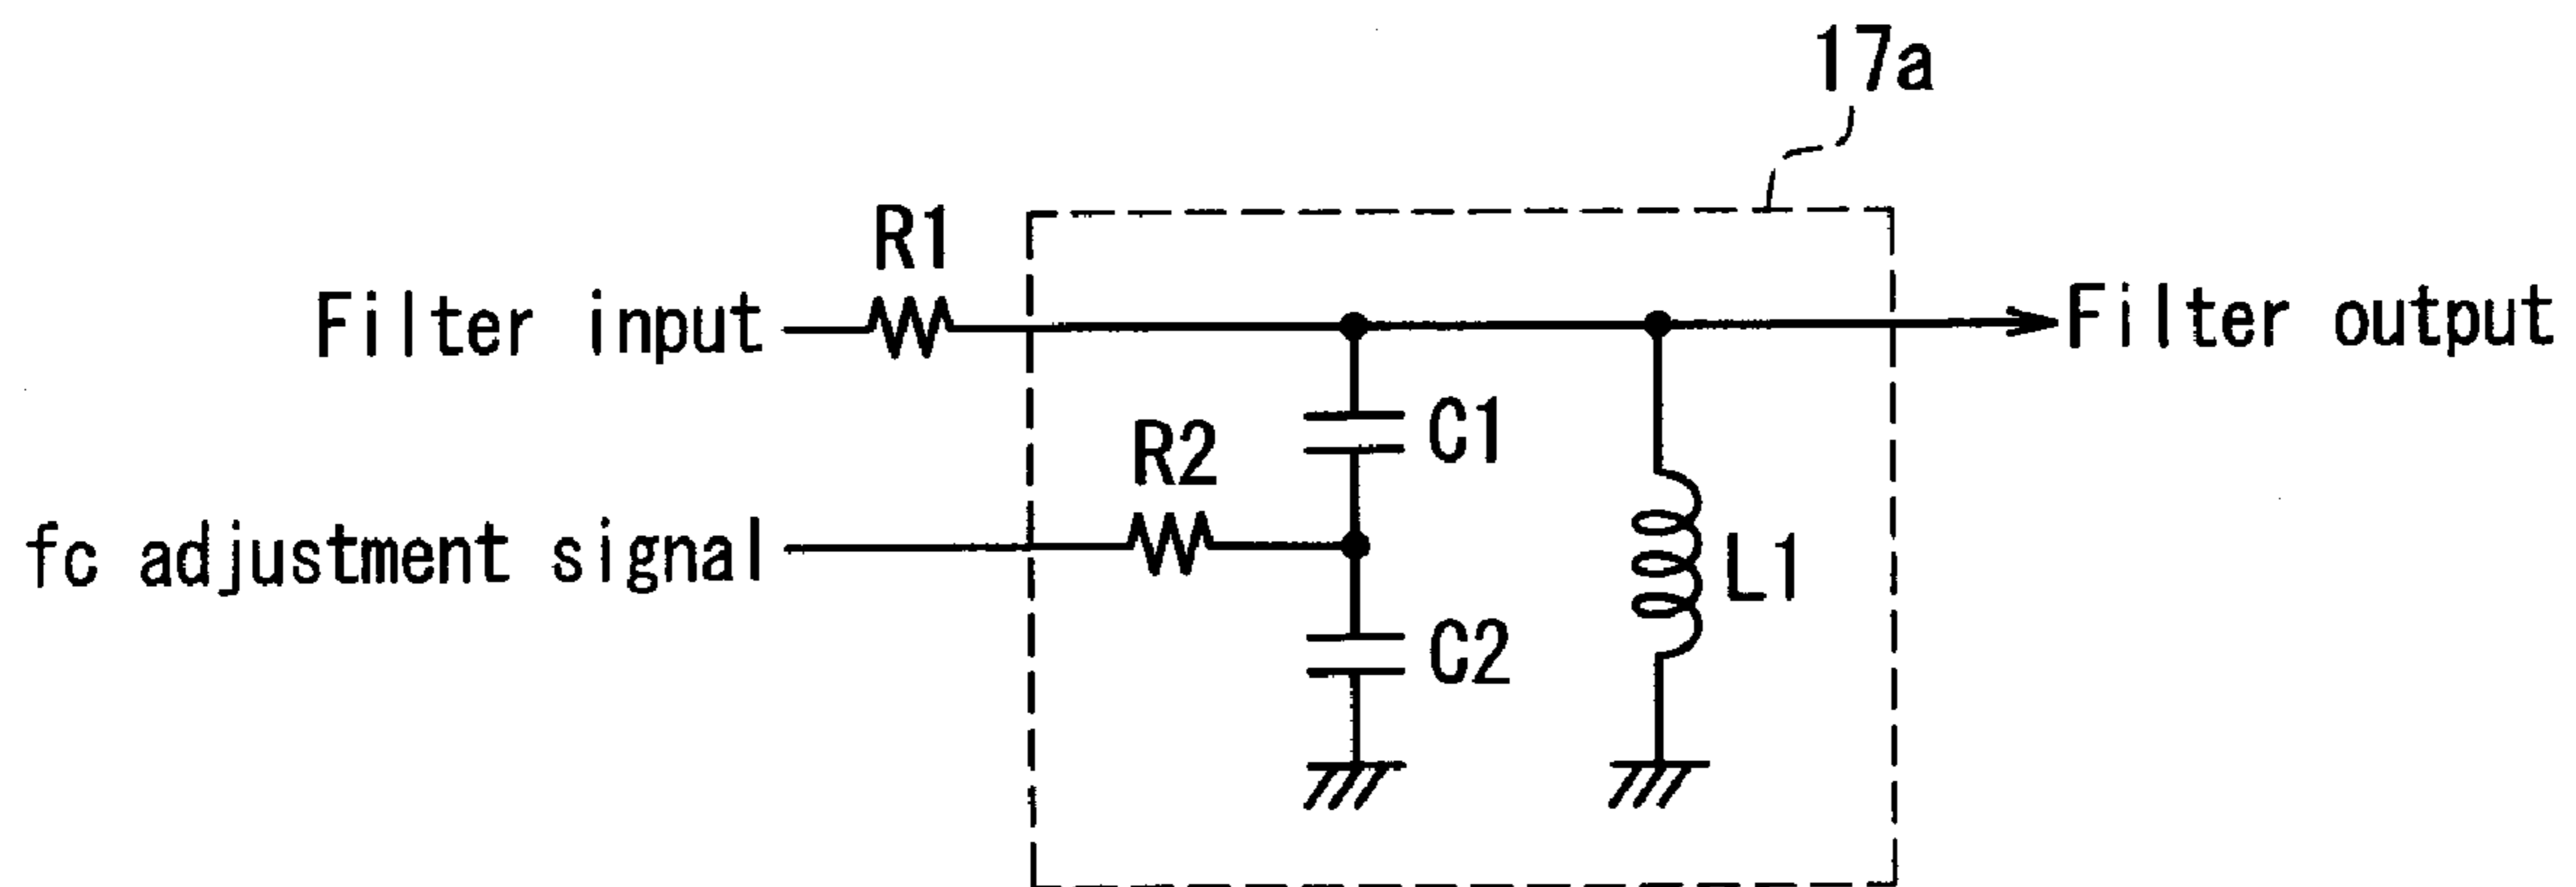 17a
R1
Filter input
Filter output
C1
R2
fc adjustment signal
L1
C2